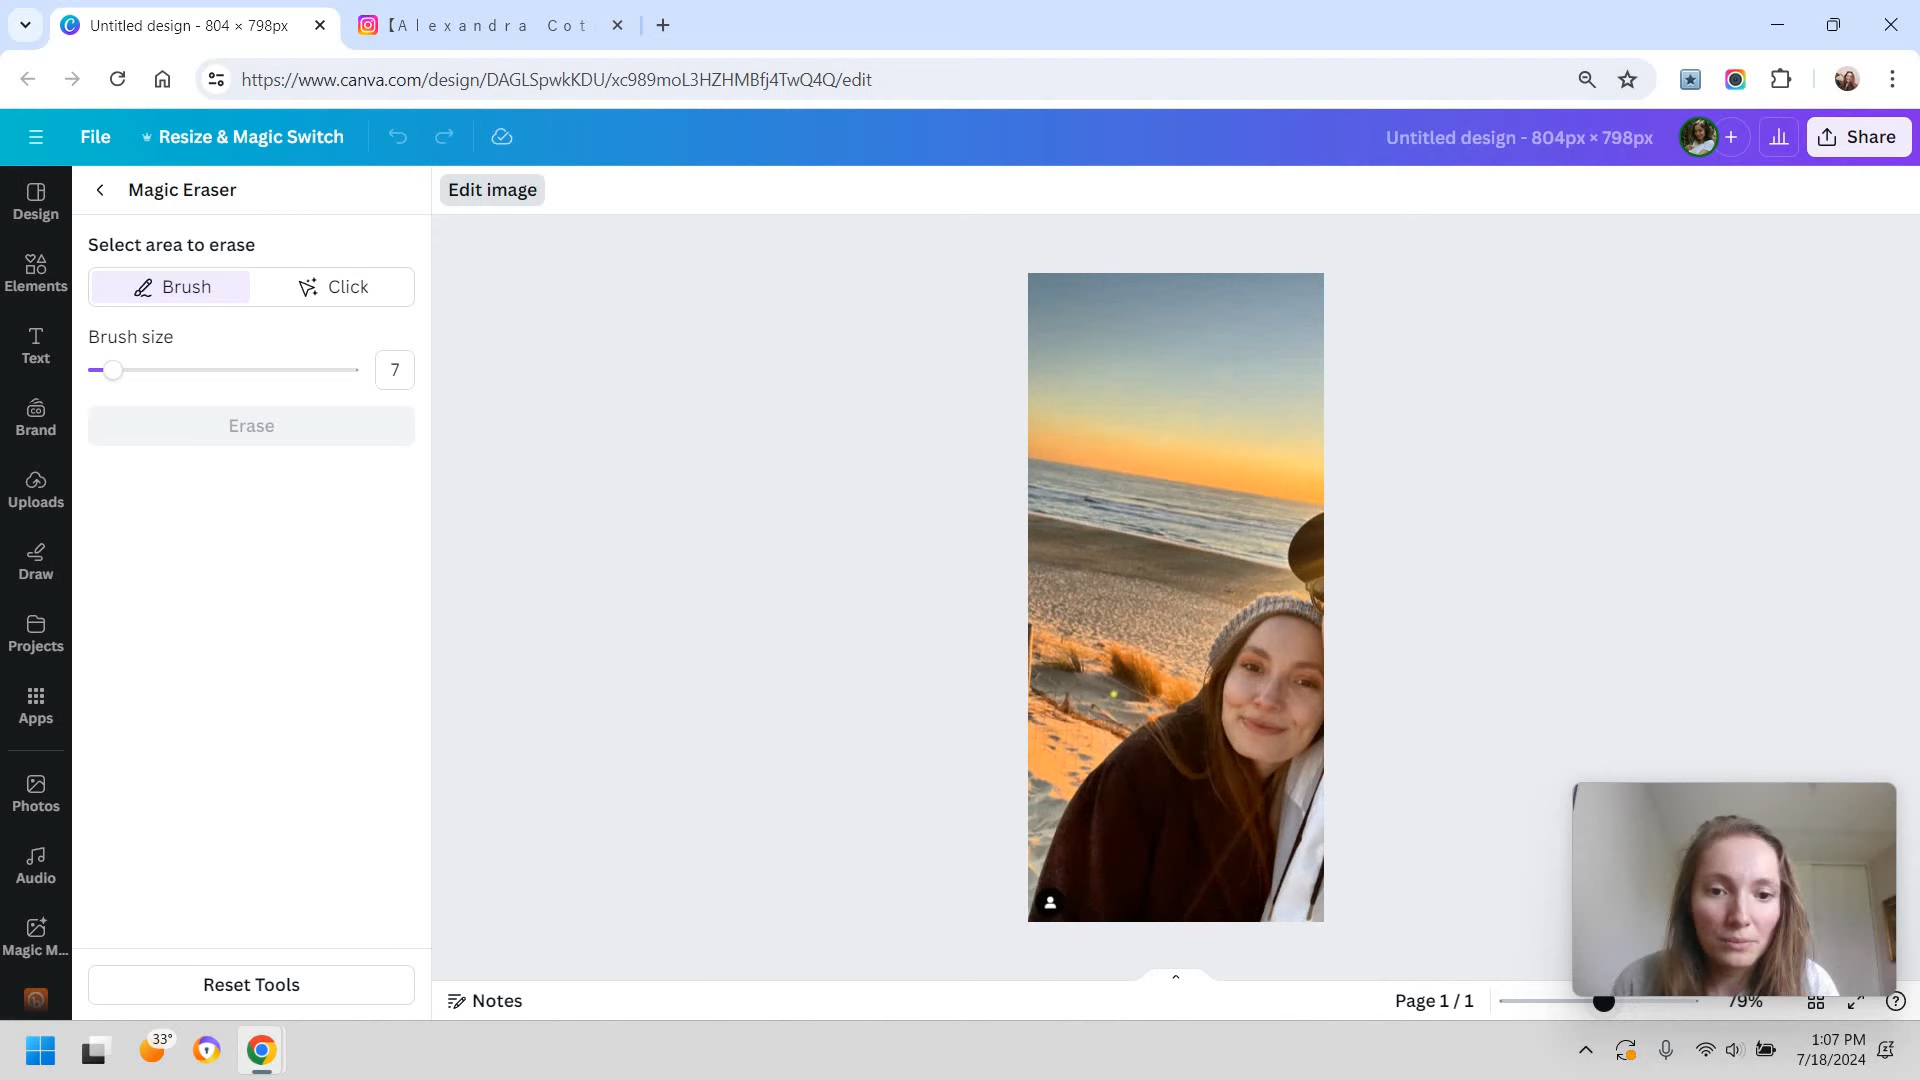 Untitled design - 804 × 798px
【A l e x a n d r a C o t
https://www.canva.com/design/DAGLSpwkKDU/xc989moL3HZHMBfj4TwQ4Q/edit
File
Resize & Magic Switch
Untitled design - 804px × 798px
Share
Design
Elements
Text
Brand
Uploads
Draw
Projects
Apps
Photos
Audio
Magic M...
Magic Eraser
Select area to erase
Brush
Click
Brush size
7
Erase
Reset Tools
Edit image
Notes
Page 1 / 1
79%
33°
1:07 PM
7/18/2024